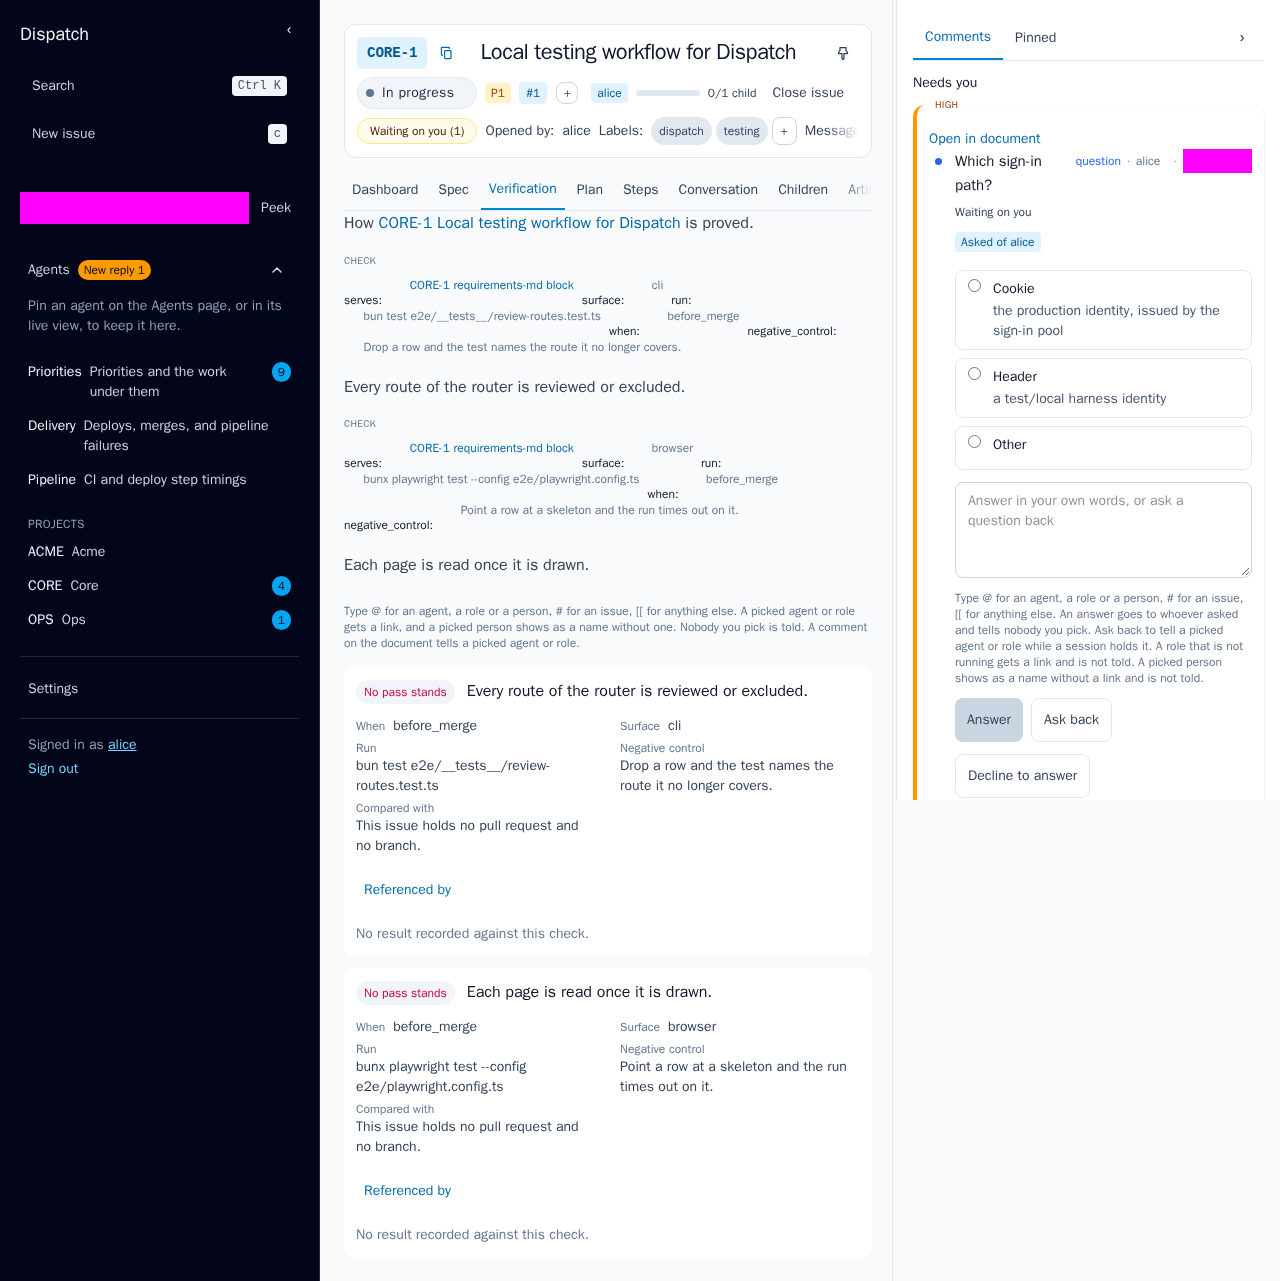 Dispatch
Search
Ctrl K
New issue
C
Peek
Agents
New reply 1
Pin an agent on the Agents page, or in its
live view, to keep it here.
Priorities
Priorities and the work
under them
9
Delivery
Deploys, merges, and pipeline
failures
Pipeline
CI and deploy step timings
PROJECTS
ACME Acme
CORE Core
4
OPS Ops
1
Settings
Signed in as alice
Sign out
CORE-1
Local testing workflow for Dispatch
In progress
P1
#1
+
alice
0/1 child
Close issue
Waiting on you (1)
Opened by: alice
Labels:
dispatch
testing
+
Message
Dashboard
Spec
Verification
Plan
Steps
Conversation
Children
Arti
How CORE-1 Local testing workflow for Dispatch is proved.
CHECK
CORE-1 requirements-md block
cli
serves:
surface:
run:
bun test e2e/__tests__/review-routes.test.ts
before_merge
when:
negative_control:
Drop a row and the test names the route it no longer covers.
Every route of the router is reviewed or excluded.
CHECK
CORE-1 requirements-md block
browser
serves:
surface:
run:
bunx playwright test --config e2e/playwright.config.ts
before_merge
when:
Point a row at a skeleton and the run times out on it.
negative_control:
Each page is read once it is drawn.
Type @ for an agent, a role or a person, # for an issue, [[ for anything else. A picked agent or role
gets a link, and a picked person shows as a name without one. Nobody you pick is told. A comment
on the document tells a picked agent or role.
No pass stands
Every route of the router is reviewed or excluded.
When before_merge
Surface cli
Run
bun test e2e/__tests__/review-
routes.test.ts
Negative control
Drop a row and the test names the
route it no longer covers.
Compared with
This issue holds no pull request and
no branch.
Referenced by
No result recorded against this check.
No pass stands
Each page is read once it is drawn.
When before_merge
Surface browser
Run
bunx playwright test --config
e2e/playwright.config.ts
Negative control
Point a row at a skeleton and the run
times out on it.
Compared with
This issue holds no pull request and
no branch.
Referenced by
No result recorded against this check.
Comments
Pinned
Needs you
HIGH
Open in document
Which sign-in
path?
question · alice ·
Waiting on you
Asked of alice
Cookie
the production identity, issued by the
sign-in pool
Header
a test/local harness identity
Other
Answer in your own words, or ask a
question back
Type @ for an agent, a role or a person, # for an issue,
[[ for anything else. An answer goes to whoever asked
and tells nobody you pick. Ask back to tell a picked
agent or role while a session holds it. A role that is not
running gets a link and is not told. A picked person
shows as a name without a link and is not told.
Answer
Ask back
Decline to answer